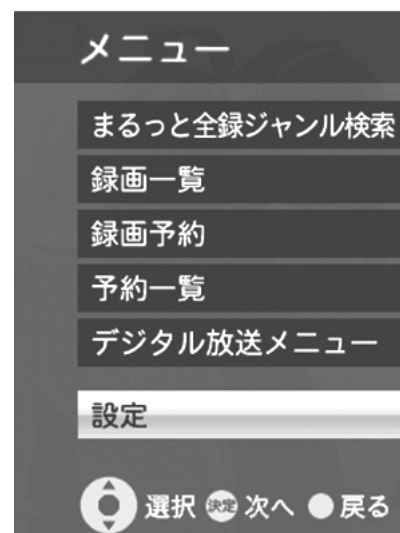 メニュー
まるっと全録ジャンル検索
録画一覧
録画予約
予約一覧
デジタル放送メニュー
設定
選択 決定 次へ 戻る